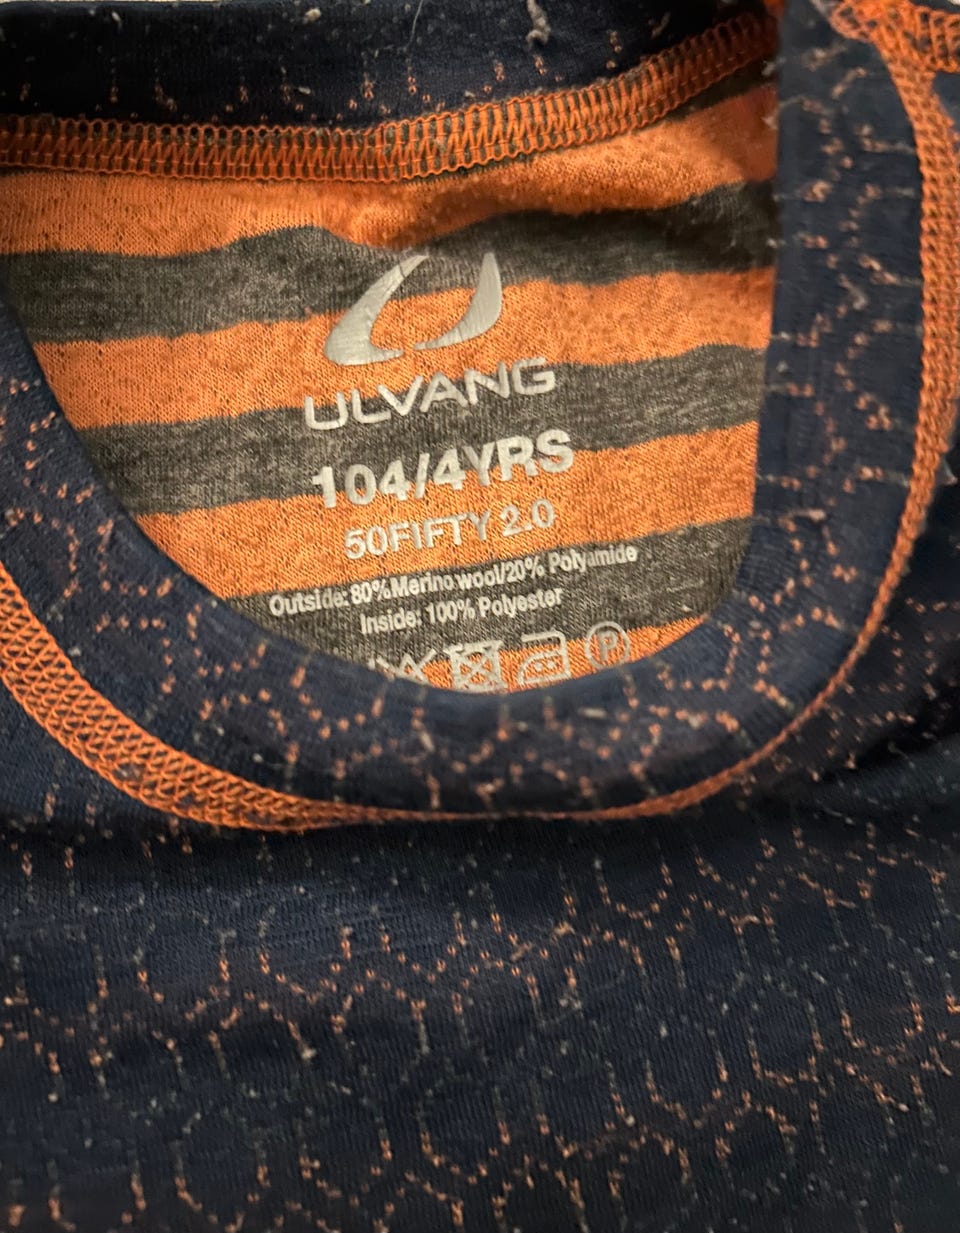 ULVANG
104/4YRS
50FIFTY 2.0
Outside: 80%Merino wool/20% Polyamide
Inside: 100% Polyester
P